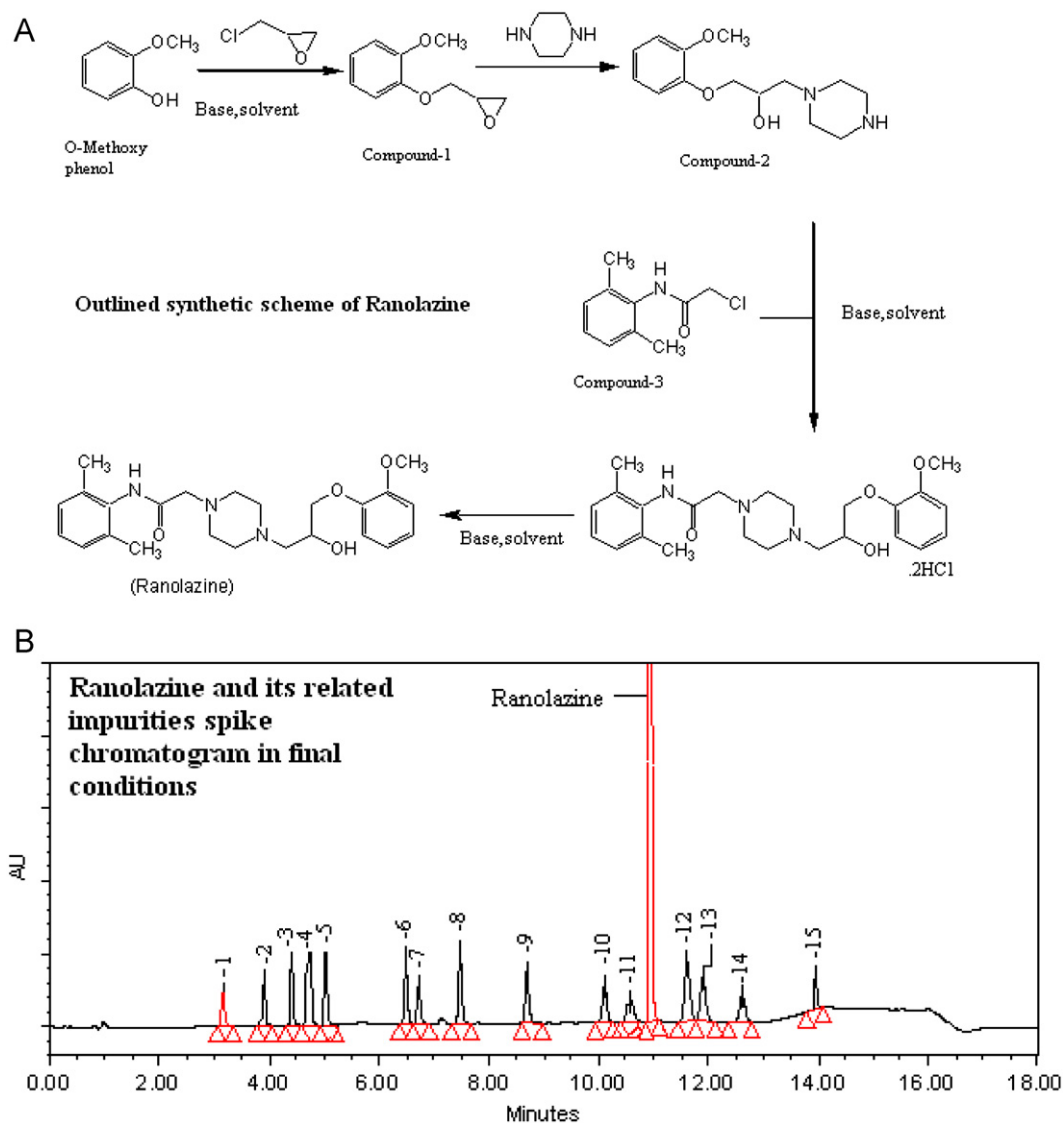 A
Cl
O
OCH3
OH
O-Methoxy
phenol
Base,solvent
OCH3
O
O
Compound-1
HN
NH
OCH3
O
OH
N
NH
Compound-2
Outlined synthetic scheme of Ranolazine
CH3
H
N
O
Cl
CH3
Compound-3
Base,solvent
CH3
H
N
O
CH3
N
N
OH
O
OCH3
(Ranolazine)
Base,solvent
CH3
H
N
O
CH3
N
N
OH
O
OCH3
.2HCl
B
Ranolazine and its related
impurities spike
chromatogram in final
conditions
Ranolazine
AU
- 1
-2
-3
-4
-5
-6
-7
-8
-9
-10
-11
-12
-13
-14
-15
0.00 2.00 4.00 6.00 8.00 10.00 12.00 14.00 16.00 18.00
Minutes